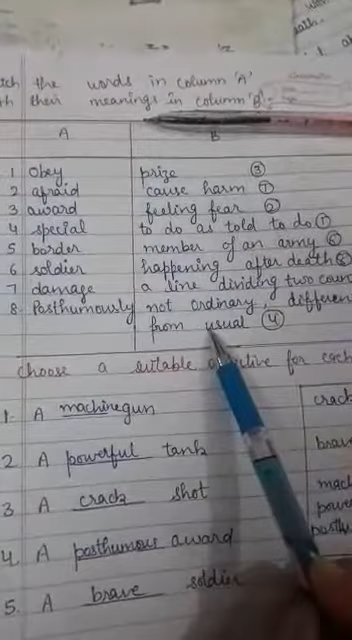 the words in column 'A'
their meanings in column 'B'.
A B
1 Obey prize ③
2 afraid cause harm ⑦
3 award feeling fear ②
4 special to do as told to do ①
5 border member of an army ⑥
6 soldier happening after death ⑧
7 damage a line dividing two coun
8. Posthumously not ordinary, differen
from usual ④
Choose a suitable for each
1. A machinegun
crack
2 A powerful tank
brave
3 A crack shot
mac
powe
posth
4 A posthumous award
5. A brave soldier